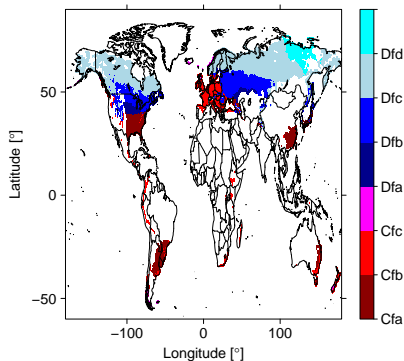 50
0
−50
Latitude [°]
−100
0
100
Longitude [°]
Dfd
Dfc
Dfb
Dfa
Cfc
Cfb
Cfa